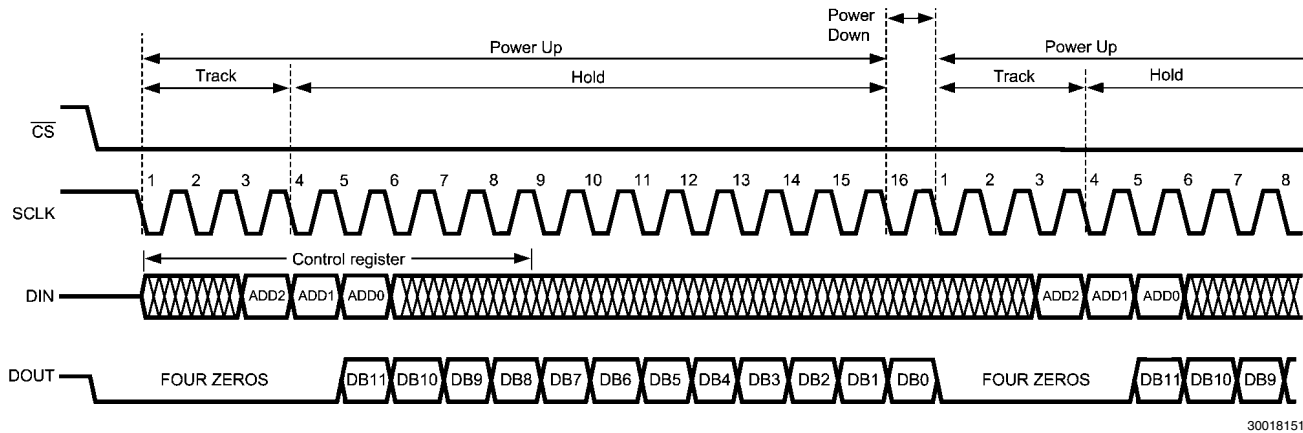 Power
Down
Power Up
Power Up
Track
Hold
Track
Hold
CS
1 2 3 4 5 6 7 8 9 10 11 12 13 14 15 16 1 2 3 4 5 6 7 8
SCLK
Control register
DIN
ADD2 ADD1 ADD0 ADD2 ADD1 ADD0
DOUT
FOUR ZEROS DB11 DB10 DB9 DB8 DB7 DB6 DB5 DB4 DB3 DB2 DB1 DB0 FOUR ZEROS DB11 DB10 DB9
30018151